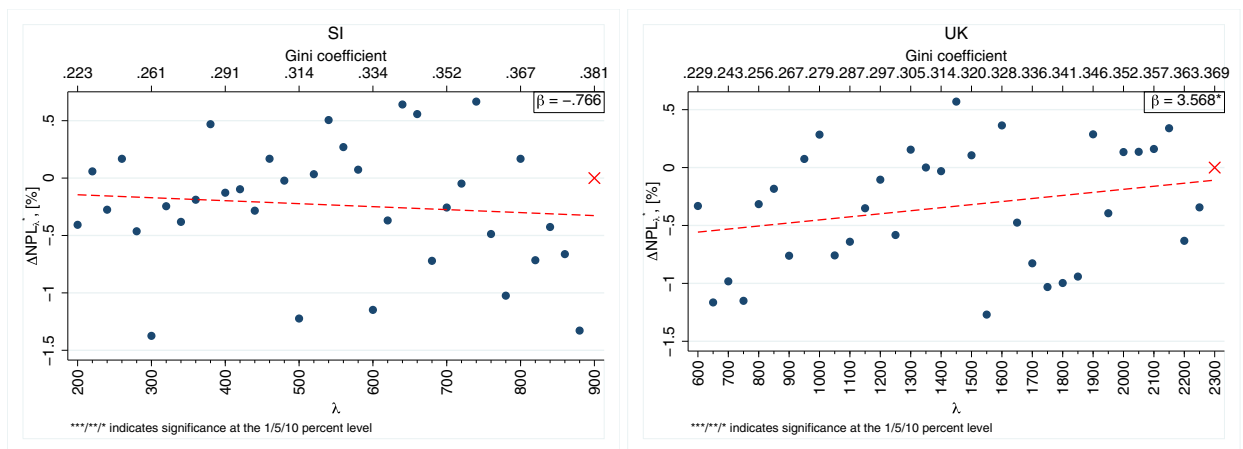 SI
Gini coefficient
.223 .261 .291 .314 .334 .352 .367 .381
β = −.766
.5
0
−.5
−1
−1.5
ΔNPL*λ, [%]
200 300 400 500 600 700 800 900
λ
***/**/* indicates significance at the 1/5/10 percent level
UK
Gini coefficient
.229.243.256.267.279.287.297.305.314.320.328.336.341.346.352.357.363.369
β = 3.568*
.5
0
−.5
−1
−1.5
ΔNPL*λ, [%]
600 700 800 900 1000 1100 1200 1300 1400 1500 1600 1700 1800 1900 2000 2100 2200 2300
λ
***/**/* indicates significance at the 1/5/10 percent level